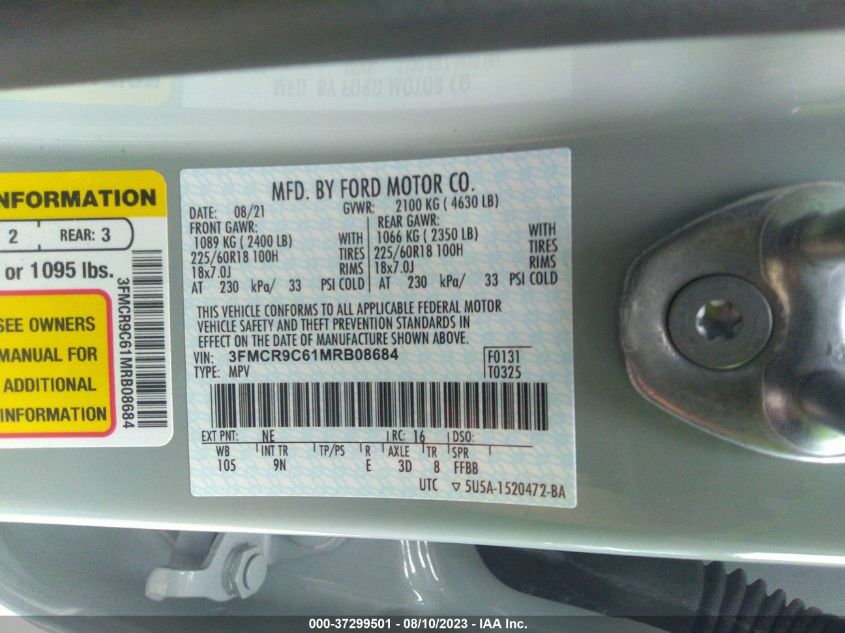 MFD. BY FORD MOTOR CO.
NFORMATION
2 REAR: 3
or 1095 lbs.
SEE OWNERS
MANUAL FOR
ADDITIONAL
INFORMATION
3FMCR9C61MRB08684
MFD. BY FORD MOTOR CO.
DATE: 08/21 GVWR: 2100 KG ( 4630 LB)
FRONT GAWR: REAR GAWR:
1089 KG ( 2400 LB) WITH 1066 KG ( 2350 LB) WITH
225/60R18 100H TIRES 225/60R18 100H TIRES
18x7.0J RIMS 18x7.0J RIMS
AT 230 kPa/ 33 PSI COLD AT 230 kPa/ 33 PSI COLD
THIS VEHICLE CONFORMS TO ALL APPLICABLE FEDERAL MOTOR
VEHICLE SAFETY AND THEFT PREVENTION STANDARDS IN
EFFECT ON THE DATE OF MANUFACTURE SHOWN ABOVE.
VIN: 3FMCR9C61MRB08684 F0131
TYPE: MPV T0325
EXT PNT: NE RC: 16 DSO:
WB INT TR TP/PS R AXLE TR SPR
105 9N E 3D 8 FFBB
UTC ▽ 5U5A-1520472-BA
000-37299501 - 08/10/2023 - IAA Inc.